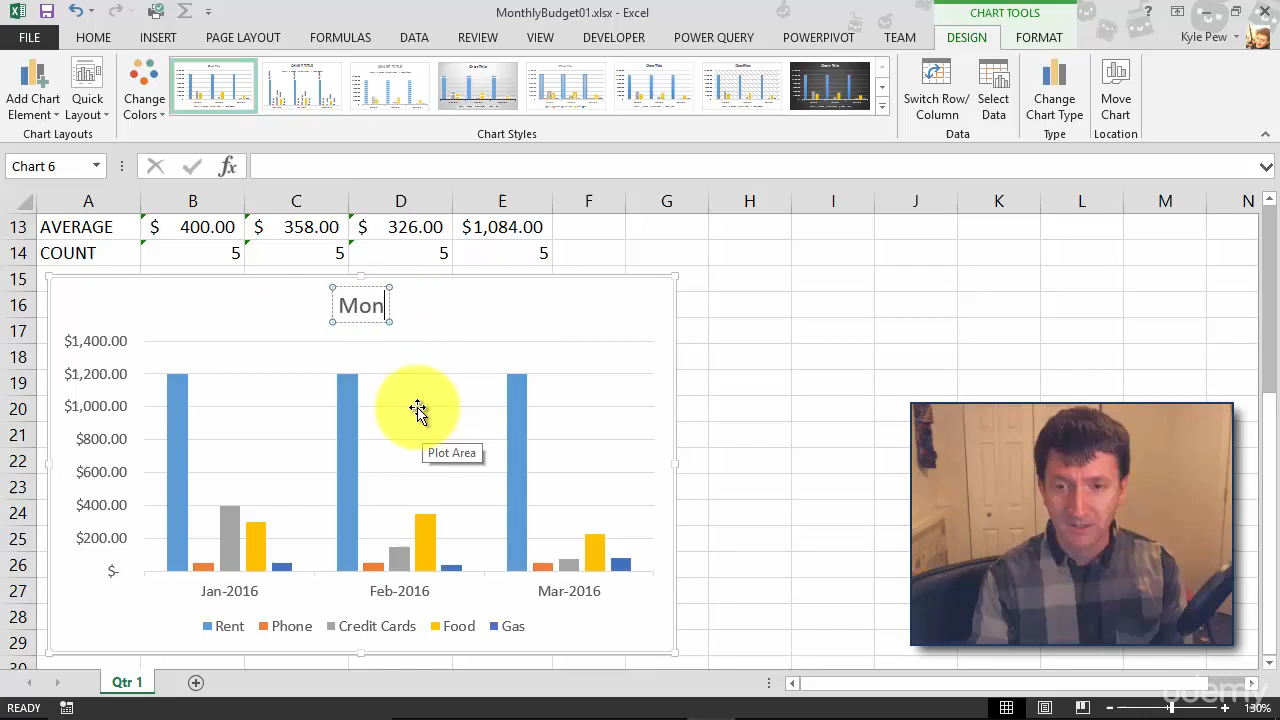 MonthlyBudget01.xlsx - Excel
CHART TOOLS
FILE HOME INSERT PAGE LAYOUT FORMULAS DATA REVIEW VIEW DEVELOPER POWER QUERY POWERPIVOT TEAM DESIGN FORMAT
Kyle Pew
Add Chart Element
Quick Layout
Change Colors
Switch Row/ Column
Select Data
Change Chart Type
Move Chart
Chart Layouts
Chart Styles
Data
Type
Location
Chart 6
fx
A B C D E F G H I J K L M N
13 AVERAGE $ 400.00 $ 358.00 $ 326.00 $1,084.00
14 COUNT 5 5 5 5
15
16
17
18
19
20
21
22
23
24
25
26
27
28
29
30
Mon
$1,400.00
$1,200.00
$1,000.00
$800.00
$600.00
$400.00
$200.00
$-
Plot Area
Jan-2016 Feb-2016 Mar-2016
Rent Phone Credit Cards Food Gas
Qtr 1
READY
130%
udemy